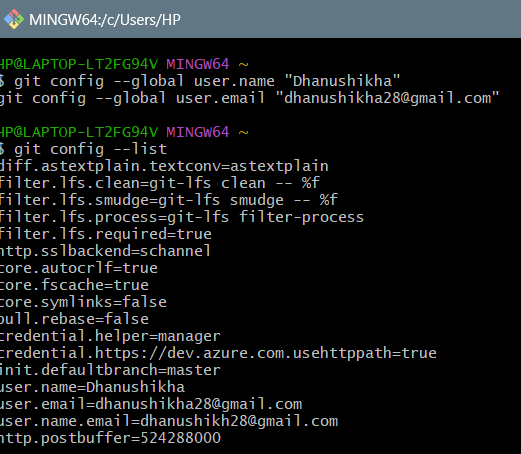 MINGW64:/c/Users/HP
HP@LAPTOP-LT2FG94V MINGW64 ~
$ git config --global user.name "Dhanushikha"
git config --global user.email "dhanushikha28@gmail.com"
HP@LAPTOP-LT2FG94V MINGW64 ~
$ git config --list
diff.astextplain.textconv=astextplain
filter.lfs.clean=git-lfs clean -- %f
filter.lfs.smudge=git-lfs smudge -- %f
filter.lfs.process=git-lfs filter-process
filter.lfs.required=true
http.sslbackend=schannel
core.autocrlf=true
core.fscache=true
core.symlinks=false
pull.rebase=false
credential.helper=manager
credential.https://dev.azure.com.usehttppath=true
init.defaultbranch=master
user.name=Dhanushikha
user.email=dhanushikha28@gmail.com
user.name.email=dhanushikh28@gmail.com
http.postbuffer=524288000